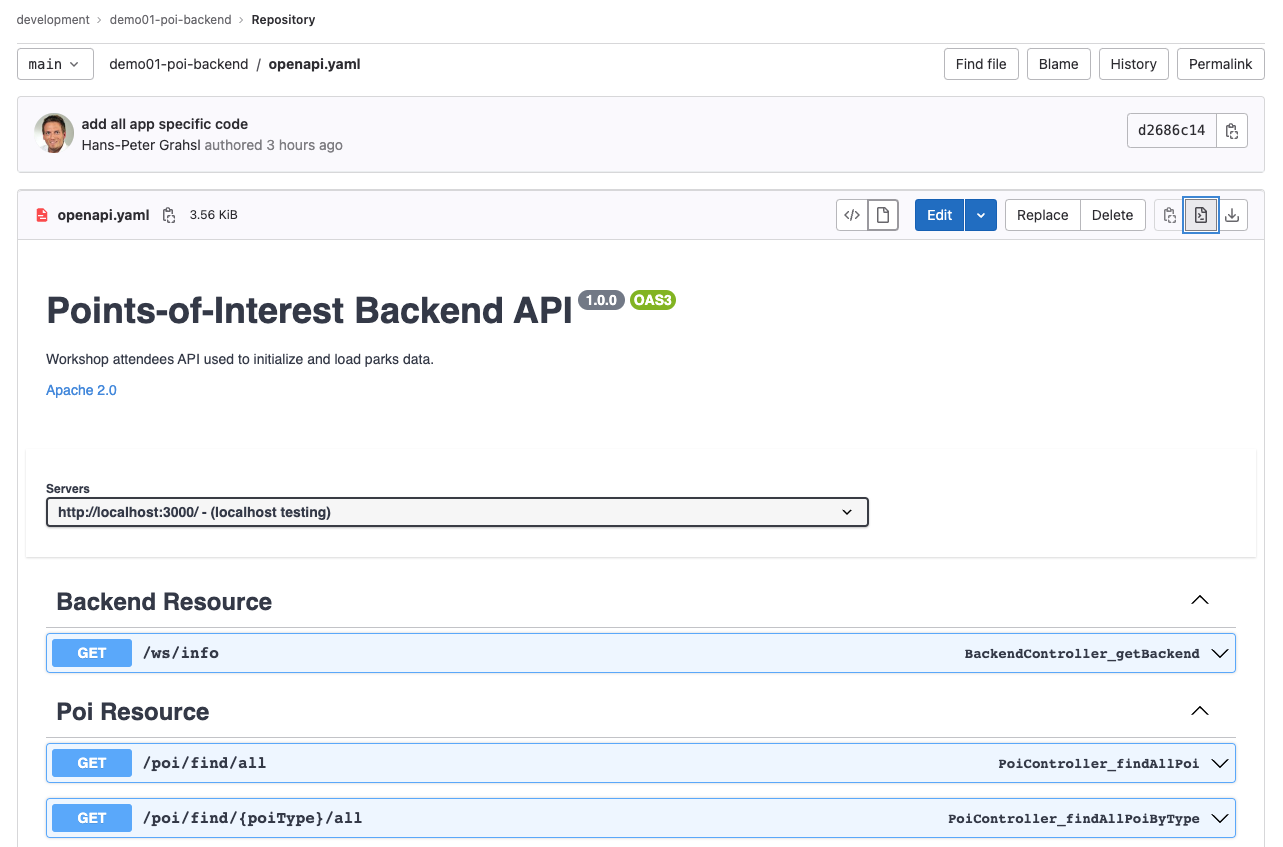 development › demo01-poi-backend › Repository
main demo01-poi-backend / openapi.yaml Find file Blame History Permalink
add all app specific code
Hans-Peter Grahsl authored 3 hours ago
d2686c14
openapi.yaml 3.56 KiB </> Edit Replace Delete
Points-of-Interest Backend API 1.0.0 OAS3
Workshop attendees API used to initialize and load parks data.
Apache 2.0
Servers
http://localhost:3000/ - (localhost testing)
Backend Resource
GET /ws/info BackendController_getBackend
Poi Resource
GET /poi/find/all PoiController_findAllPoi
GET /poi/find/{poiType}/all PoiController_findAllPoiByType